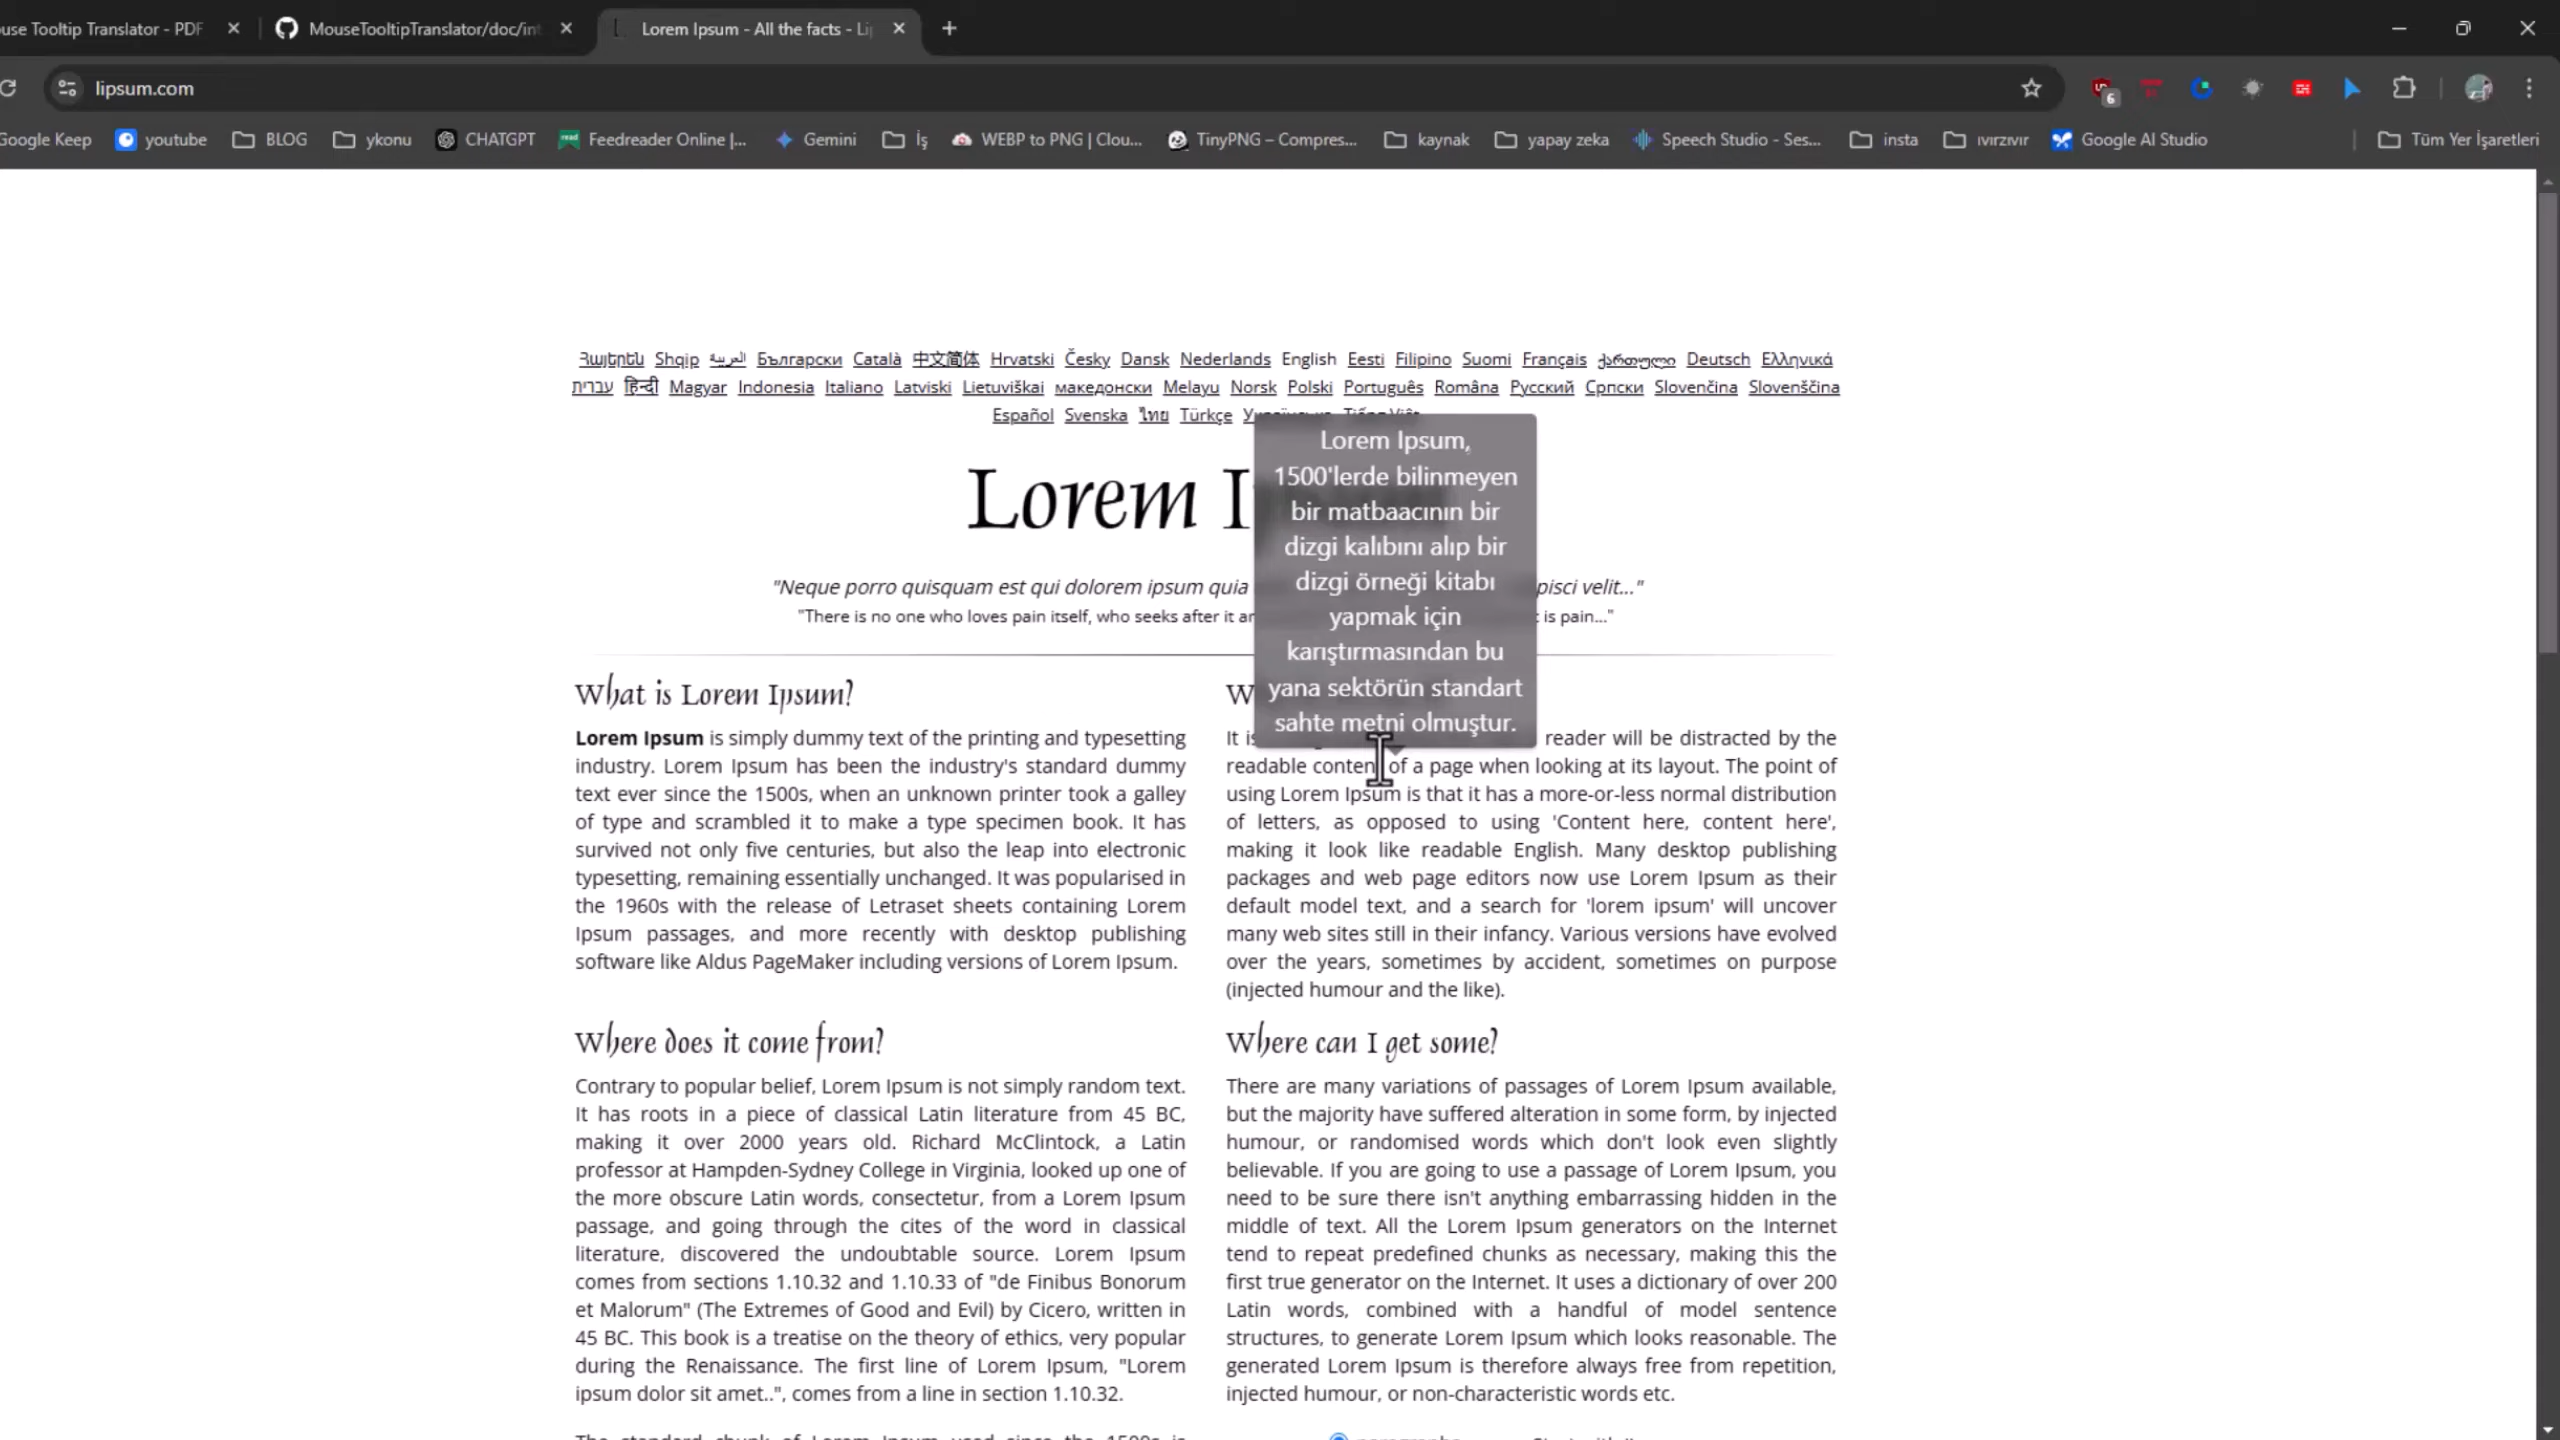 use Tooltip Translator - PDF
MouseTooltipTranslator/doc/int
Lorem Ipsum - All the facts - Li
lipsum.com
6
Google Keep
youtube
BLOG
ykonu
CHATGPT
Feedreader Online |...
Gemini
İş
WEBP to PNG | Clou...
TinyPNG – Compres...
kaynak
yapay zeka
Speech Studio - Ses...
insta
ıvırzıvır
Google AI Studio
Tüm Yer İşaretleri
Հայերեն Shqip العربية Български Català 中文简体 Hrvatski Česky Dansk Nederlands English Eesti Filipino Suomi Français ქართული Deutsch Ελληνικά
עברית हिन्दी Magyar Indonesia Italiano Latviski Lietuviškai македонски Melayu Norsk Polski Português Româna Русский Српски Slovenčina Slovenščina
Español Svenska ไทย Türkçe Українська Tiếng Việt
Lorem Ipsum,
1500'lerde bilinmeyen
bir matbaacının bir
dizgi kalıbını alıp bir
dizgi örneği kitabı
yapmak için
karıştırmasından bu
yana sektörün standart
sahte metni olmuştur.
Lorem I
"Neque porro quisquam est qui dolorem ipsum quia pisci velit..."
"There is no one who loves pain itself, who seeks after it t is pain..."
What is Lorem Ipsum?
Lorem Ipsum is simply dummy text of the printing and typesetting
industry. Lorem Ipsum has been the industry's standard dummy
text ever since the 1500s, when an unknown printer took a galley
of type and scrambled it to make a type specimen book. It has
survived not only five centuries, but also the leap into electronic
typesetting, remaining essentially unchanged. It was popularised in
the 1960s with the release of Letraset sheets containing Lorem
Ipsum passages, and more recently with desktop publishing
software like Aldus PageMaker including versions of Lorem Ipsum.
W
It is reader will be distracted by the
readable content of a page when looking at its layout. The point of
using Lorem Ipsum is that it has a more-or-less normal distribution
of letters, as opposed to using 'Content here, content here',
making it look like readable English. Many desktop publishing
packages and web page editors now use Lorem Ipsum as their
default model text, and a search for 'lorem ipsum' will uncover
many web sites still in their infancy. Various versions have evolved
over the years, sometimes by accident, sometimes on purpose
(injected humour and the like).
Where does it come from?
Contrary to popular belief, Lorem Ipsum is not simply random text.
It has roots in a piece of classical Latin literature from 45 BC,
making it over 2000 years old. Richard McClintock, a Latin
professor at Hampden-Sydney College in Virginia, looked up one of
the more obscure Latin words, consectetur, from a Lorem Ipsum
passage, and going through the cites of the word in classical
literature, discovered the undoubtable source. Lorem Ipsum
comes from sections 1.10.32 and 1.10.33 of "de Finibus Bonorum
et Malorum" (The Extremes of Good and Evil) by Cicero, written in
45 BC. This book is a treatise on the theory of ethics, very popular
during the Renaissance. The first line of Lorem Ipsum, "Lorem
ipsum dolor sit amet..", comes from a line in section 1.10.32.
The standard chunk of Lorem Ipsum used since the 1500s is
Where can I get some?
There are many variations of passages of Lorem Ipsum available,
but the majority have suffered alteration in some form, by injected
humour, or randomised words which don't look even slightly
believable. If you are going to use a passage of Lorem Ipsum, you
need to be sure there isn't anything embarrassing hidden in the
middle of text. All the Lorem Ipsum generators on the Internet
tend to repeat predefined chunks as necessary, making this the
first true generator on the Internet. It uses a dictionary of over 200
Latin words, combined with a handful of model sentence
structures, to generate Lorem Ipsum which looks reasonable. The
generated Lorem Ipsum is therefore always free from repetition,
injected humour, or non-characteristic words etc.